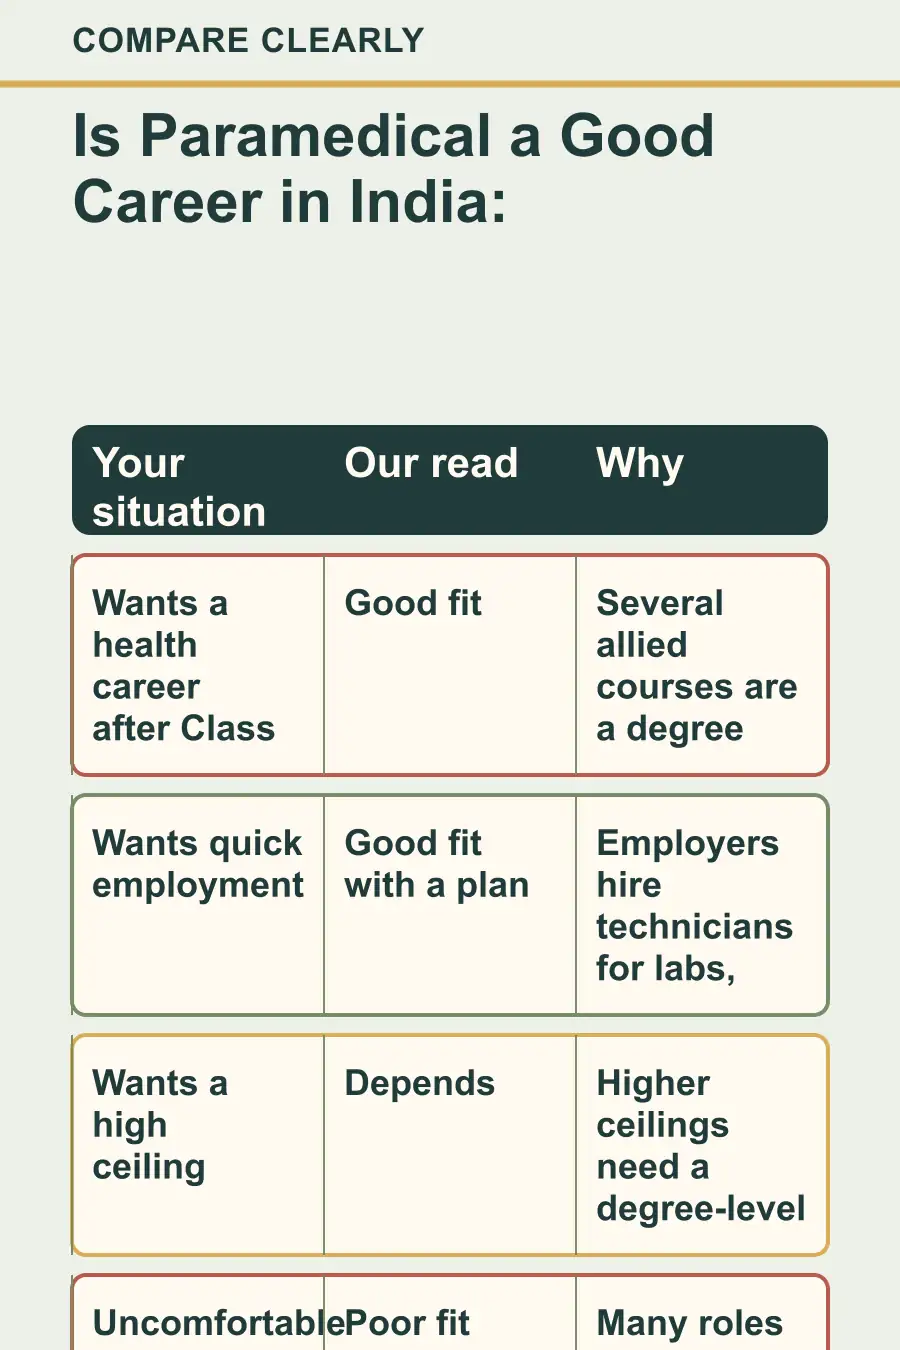 COMPARE CLEARLY
Is Paramedical a Good
Career in India:
Your
situation
Our read
Why
Wants a
health
career
after Class
Good fit
Several
allied
courses are
a degree
Wants quick
employment
Good fit
with a plan
Employers
hire
technicians
for labs,
Wants a
high
ceiling
Depends
Higher
ceilings
need a
degree-level
Uncomfortable
Poor fit
Many roles